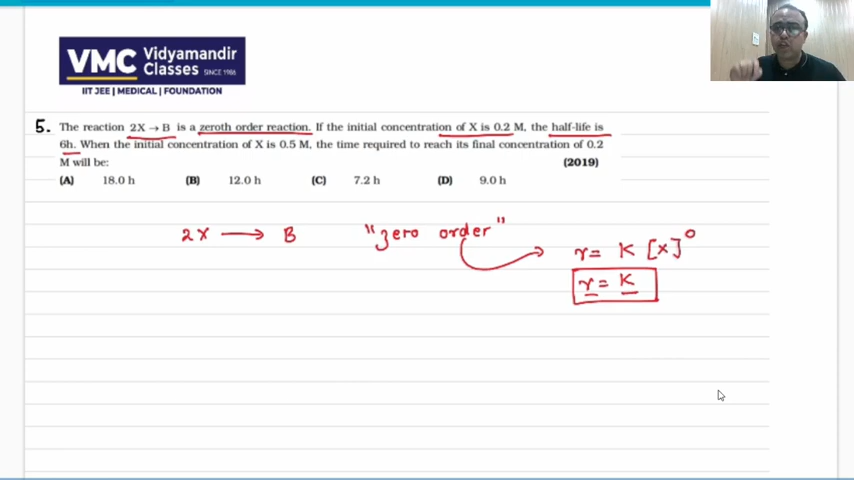 VMC Vidyamandir Classes SINCE 1986
IIT JEE | MEDICAL | FOUNDATION
5. The reaction 2X → B is a zeroth order reaction. If the initial concentration of X is 0.2 M, the half-life is
6h. When the initial concentration of X is 0.5 M, the time required to reach its final concentration of 0.2
M will be: (2019)
(A) 18.0 h (B) 12.0 h (C) 7.2 h (D) 9.0 h
2X → B "zero order"
r = K [X]⁰
r = K